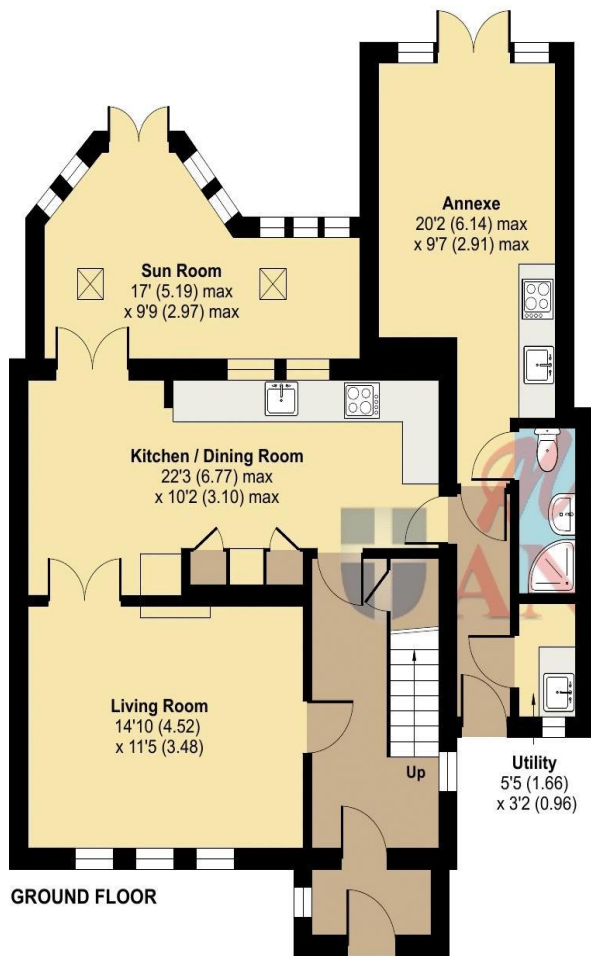 Annexe
20'2 (6.14) max
x 9'7 (2.91) max
Sun Room
17' (5.19) max
x 9'9 (2.97) max
Kitchen / Dining Room
22'3 (6.77) max
x 10'2 (3.10) max
Living Room
14'10 (4.52)
x 11'5 (3.48)
Up
Utility
5'5 (1.66)
x 3'2 (0.96)
GROUND FLOOR